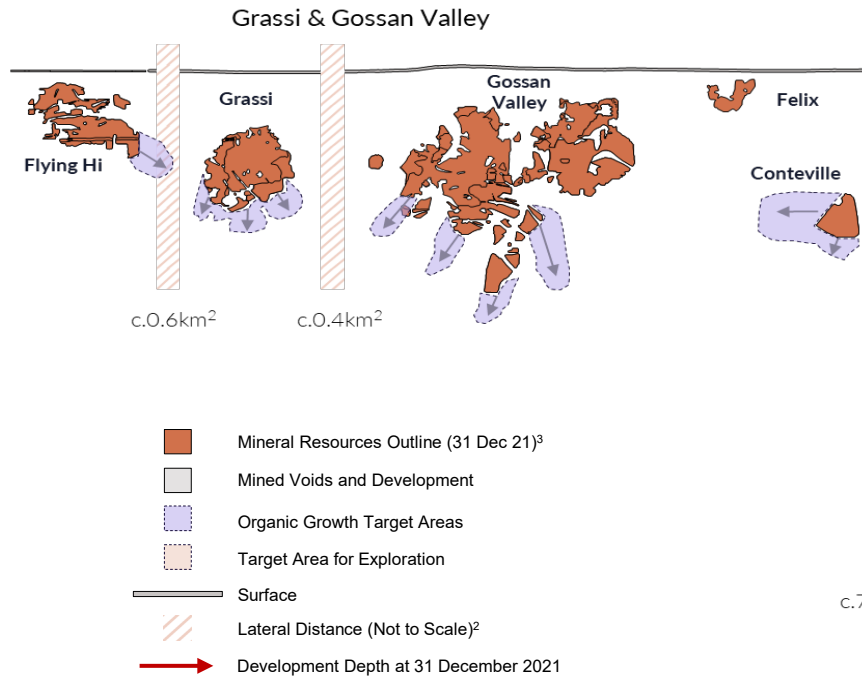 Grassi & Gossan Valley
Grassi
Gossan
Valley
Felix
Flying Hi
Conteville
c.0.6km²
c.0.4km²
Mineral Resources Outline (31 Dec 21)³
Mined Voids and Development
Organic Growth Target Areas
Target Area for Exploration
Surface
c.7
Lateral Distance (Not to Scale)²
Development Depth at 31 December 2021